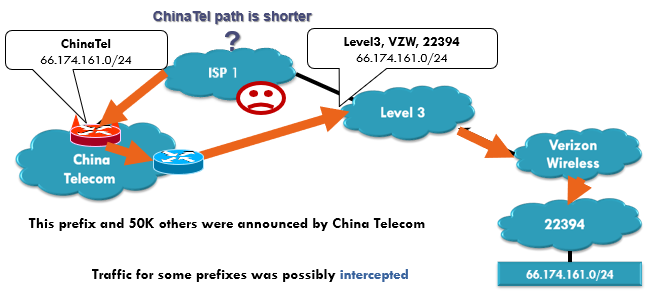 ChinaTel path is shorter
?
ChinaTel
66.174.161.0/24
Level3, VZW, 22394
66.174.161.0/24
ISP 1
Level 3
China
Telecom
Verizon
Wireless
This prefix and 50K others were announced by China Telecom
22394
Traffic for some prefixes was possibly intercepted
66.174.161.0/24